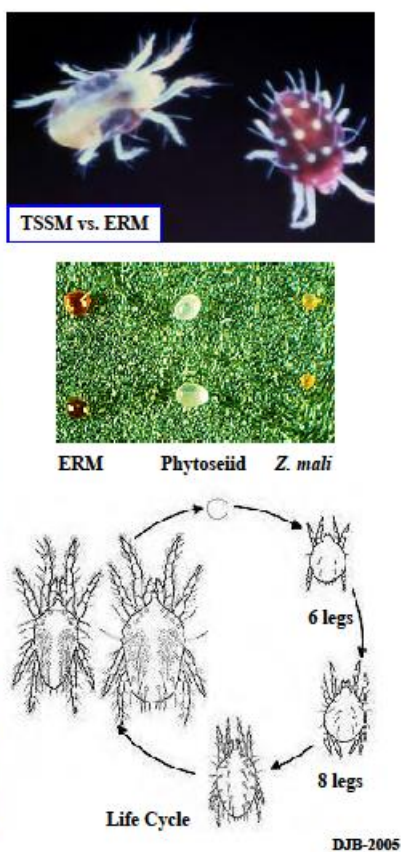 TSSM vs. ERM
ERM Phytoseiid Z. mali
6 legs
8 legs
Life Cycle
DJB-2005